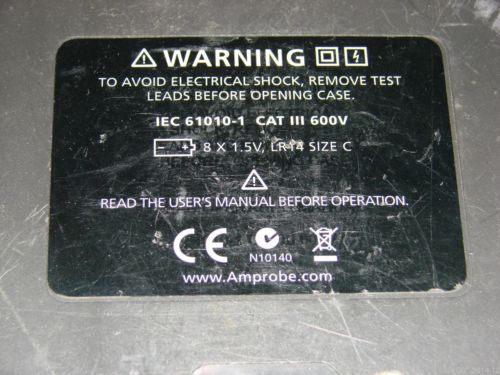 WARNING
TO AVOID ELECTRICAL SHOCK, REMOVE TEST
LEADS BEFORE OPENING CASE.
IEC 61010-1 CAT III 600V
8 X 1.5V, LR14 SIZE C
READ THE USER'S MANUAL BEFORE OPERATION.
CE
N10140
www.Amprobe.com